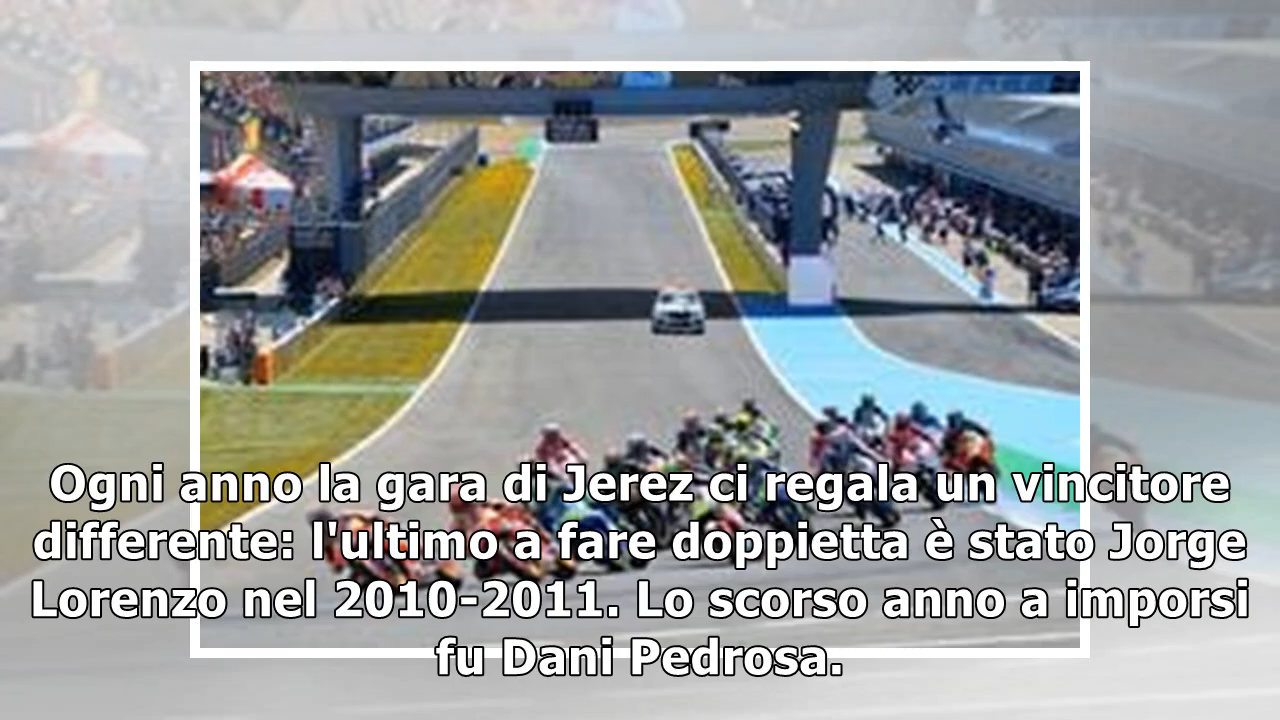 Ogni anno la gara di Jerez ci regala un vincitore
differente: l'ultimo a fare doppietta è stato Jorge
Lorenzo nel 2010-2011. Lo scorso anno a imporsi
fu Dani Pedrosa.